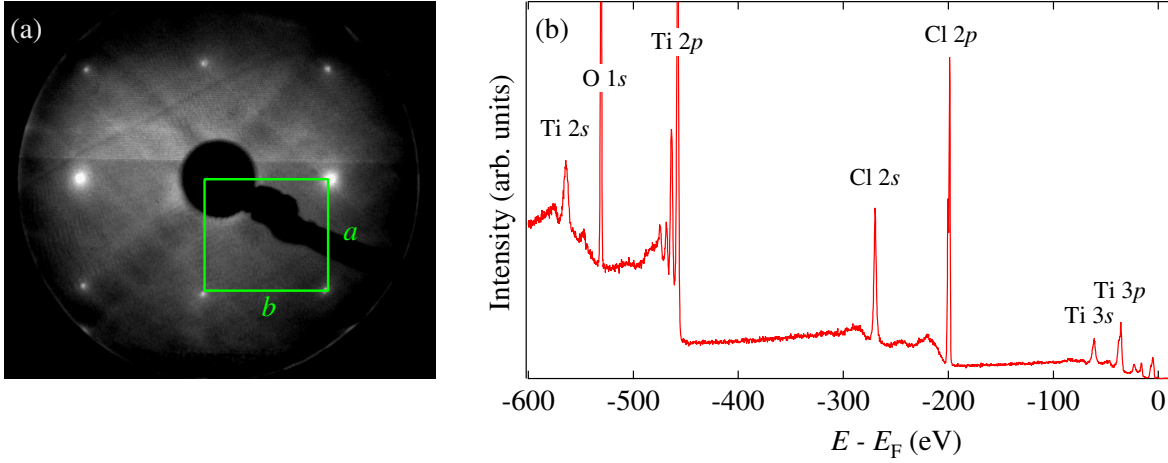 (a)
a
b
(b)
Ti 2s
O 1s
Ti 2p
Cl 2s
Cl 2p
Ti 3s
Ti 3p
Intensity (arb. units)
-600 -500 -400 -300 -200 -100 0
E - E_F (eV)